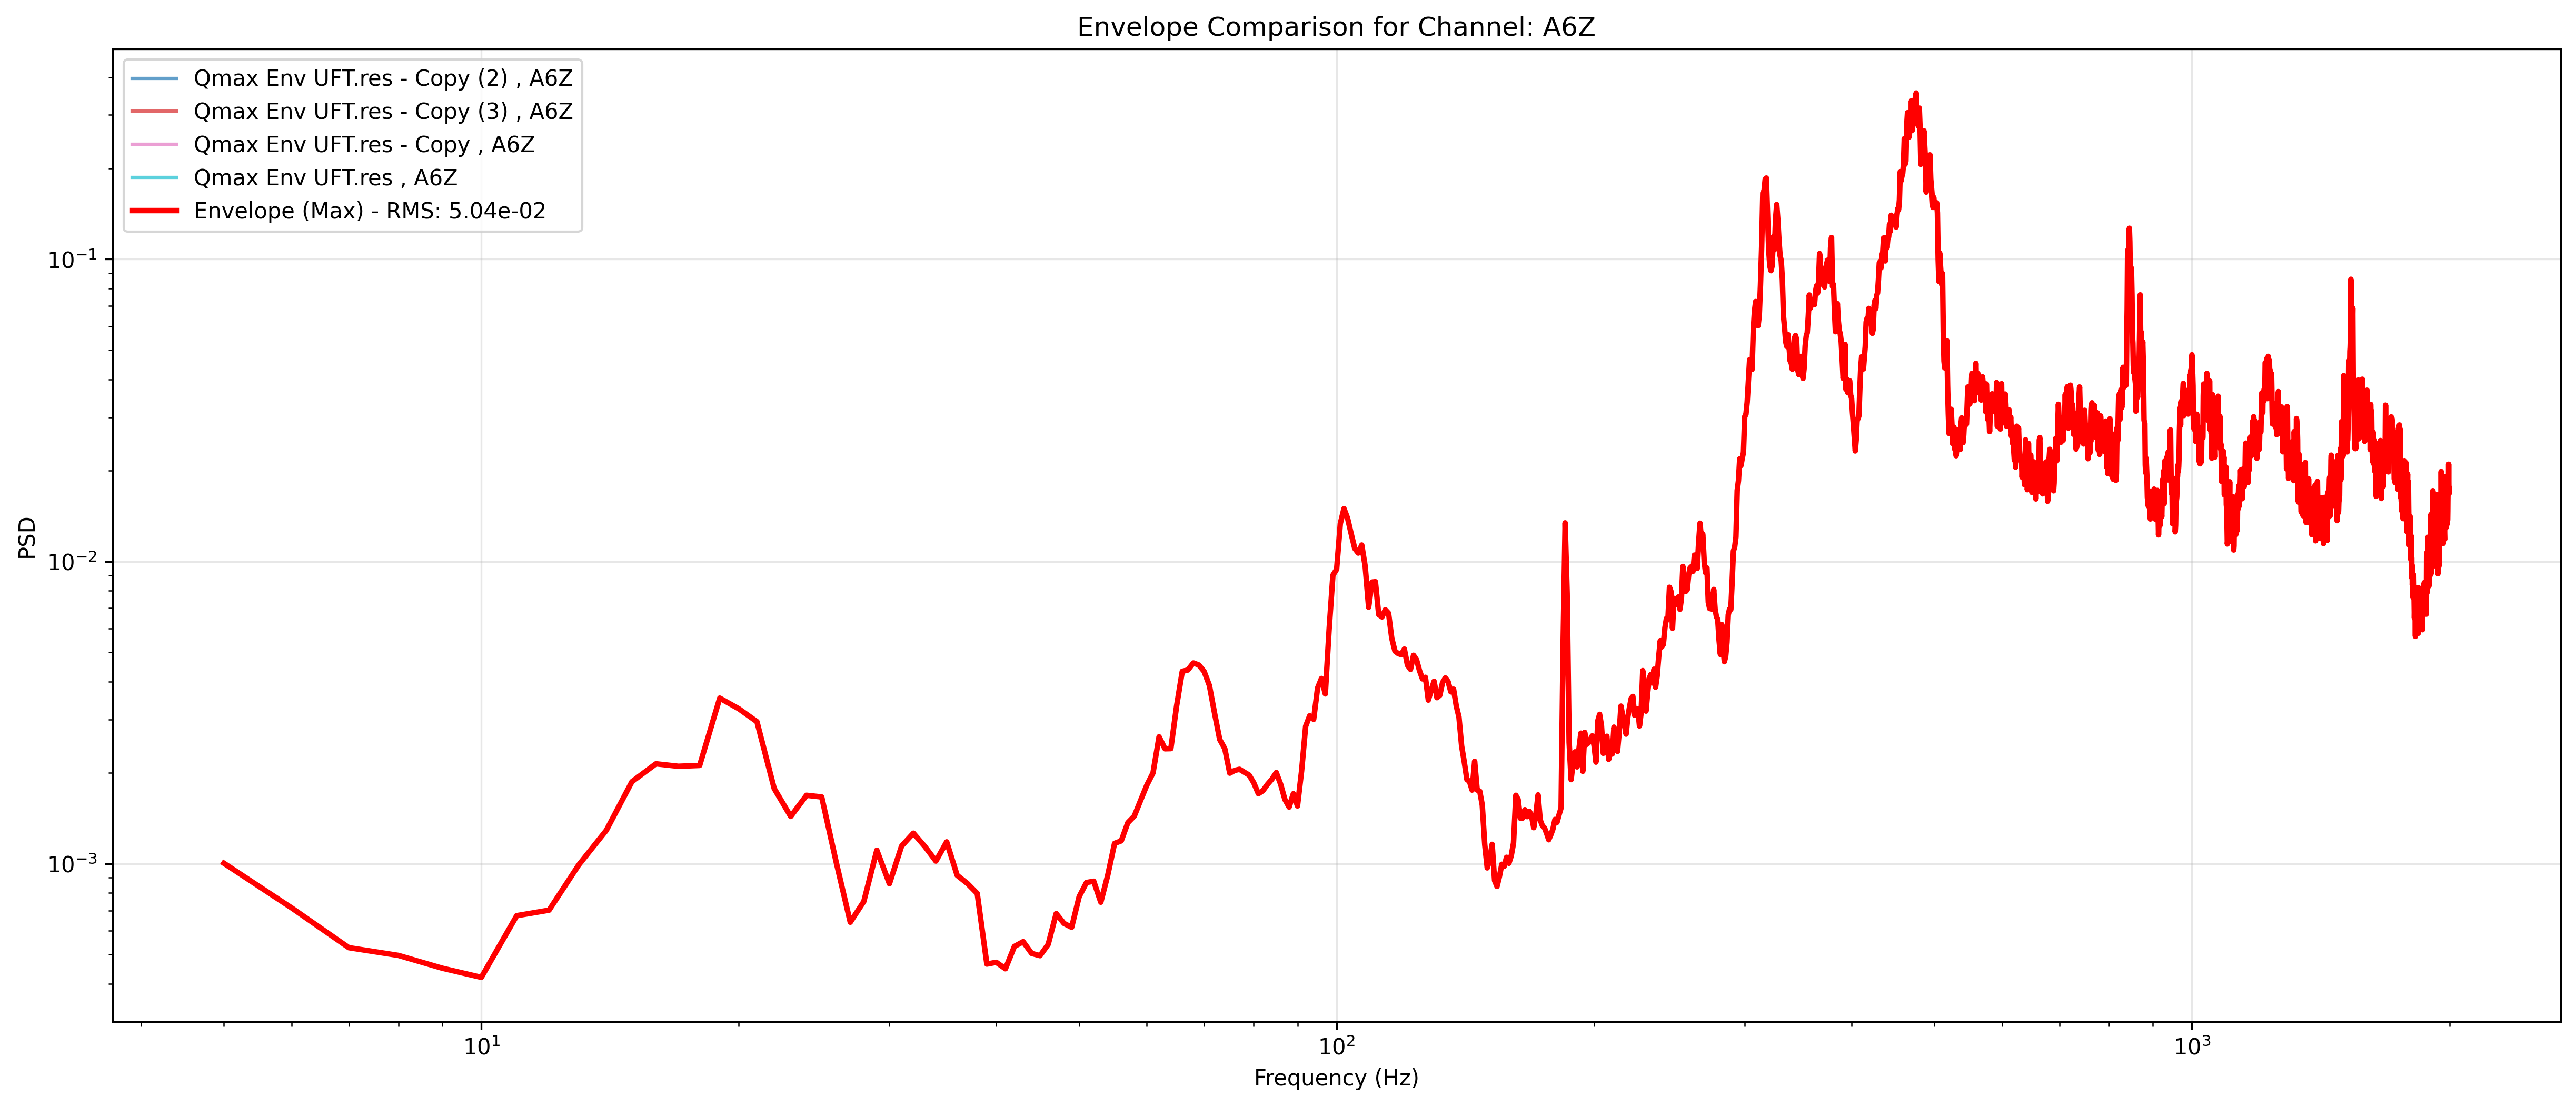 Envelope Comparison for Channel: A6Z
Qmax Env UFT.res - Copy (2) , A6Z
Qmax Env UFT.res - Copy (3) , A6Z
Qmax Env UFT.res - Copy , A6Z
Qmax Env UFT.res , A6Z
Envelope (Max) - RMS: 5.04e-02
PSD
10⁻¹
10⁻²
10⁻³
10¹ 10² 10³
Frequency (Hz)